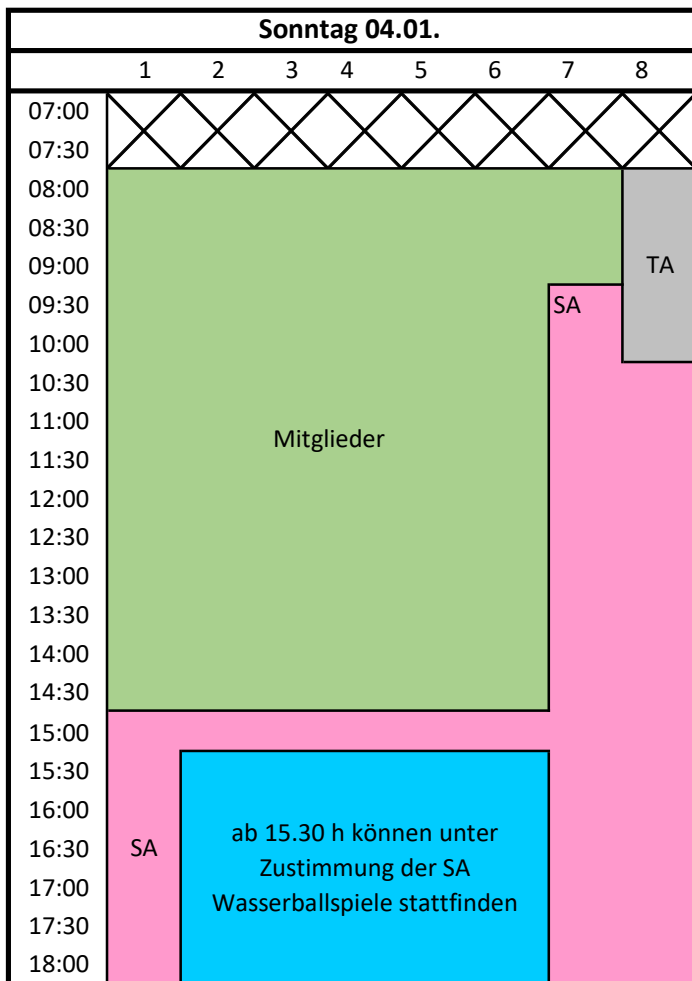 Sonntag 04.01.
1 2 3 4 5 6 7 8
07:00
07:30
08:00
08:30
09:00 TA
09:30 SA
10:00
10:30
11:00
Mitglieder
11:30
12:00
12:30
13:00
13:30
14:00
14:30
15:00
15:30
16:00
ab 15.30 h können unter
16:30 SA
Zustimmung der SA
17:00
Wasserballspiele stattfinden
17:30
18:00